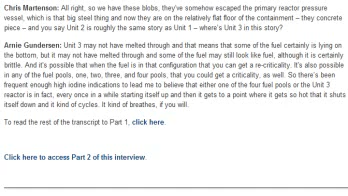 Chris Martenson: All right, so we have these blobs, they've somehow escaped the primary reactor pressure
vessel, which is that big steel thing and now they are on the relatively flat floor of the containment – they concrete
piece – and you say Unit 2 is roughly the same story as Unit 1 – where's Unit 3 in this story?
Arnie Gundersen: Unit 3 may not have melted through and that means that some of the fuel certainly is lying on
the bottom, but it may not have melted through and some of the fuel may still look like fuel, although it is certainly
brittle. And it's possible that when the fuel is in that configuration that you can get a re-criticality. It's also possible
in any of the fuel pools, one, two, three, and four pools, that you could get a criticality, as well. So there's been
frequent enough high iodine indications to lead me to believe that either one of the four fuel pools or the Unit 3
reactor is in fact, every once in a while starting itself up and then it gets to a point where it gets so hot that it shuts
itself down and it kind of cycles. It kind of breathes, if you will.
To read the rest of the transcript to Part 1, click here.
Click here to access Part 2 of this interview.